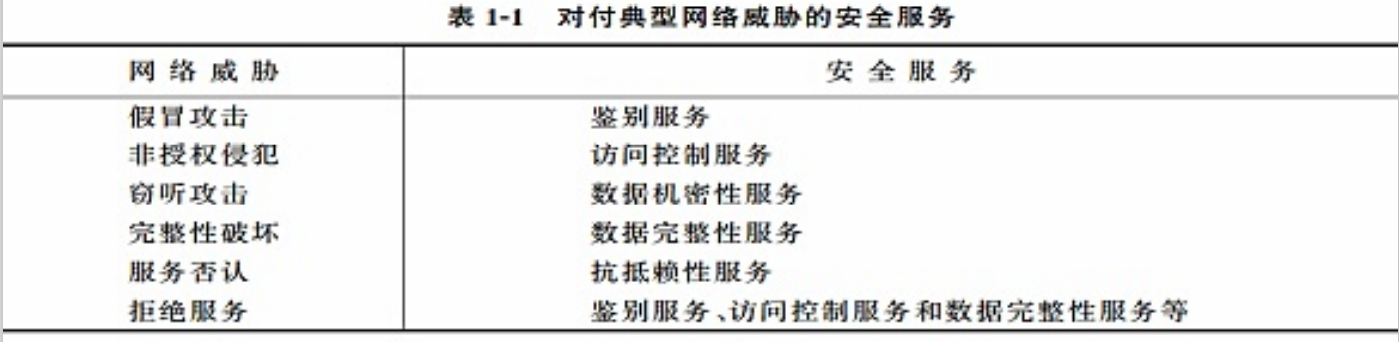 表 1-1 对付典型网络威胁的安全服务
网络威胁 安全服务
假冒攻击 鉴别服务
非授权侵犯 访问控制服务
窃听攻击 数据机密性服务
完整性破坏 数据完整性服务
服务否认 抗抵赖性服务
拒绝服务 鉴别服务、访问控制服务和数据完整性服务等